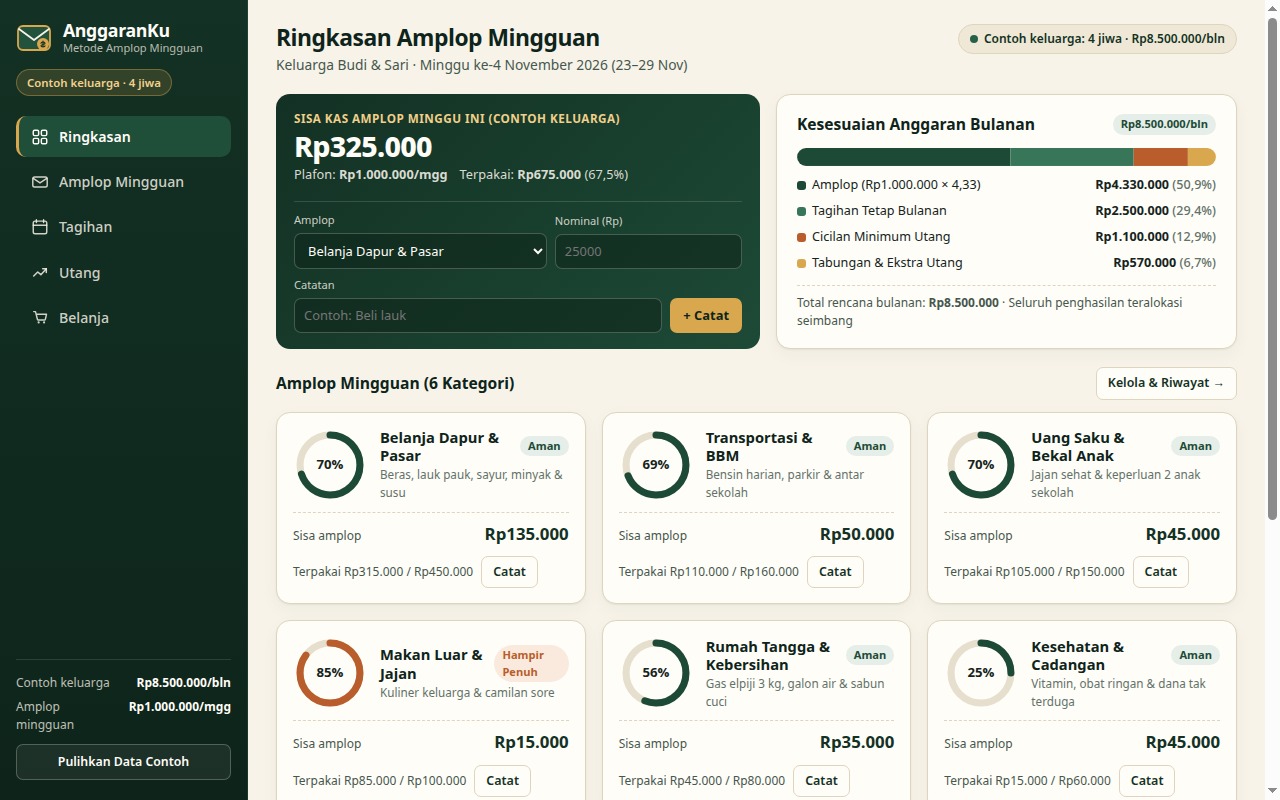 AnggaranKu
Metode Amplop Mingguan
Contoh keluarga · 4 jiwa
Ringkasan
Amplop Mingguan
Tagihan
Utang
Belanja
Contoh keluarga Rp8.500.000/bln
Amplop mingguan Rp1.000.000/mgg
Pulihkan Data Contoh
Ringkasan Amplop Mingguan
Keluarga Budi & Sari · Minggu ke-4 November 2026 (23–29 Nov)
Contoh keluarga: 4 jiwa · Rp8.500.000/bln
SISA KAS AMPLOP MINGGU INI (CONTOH KELUARGA)
Rp325.000
Plafon: Rp1.000.000/mgg Terpakai: Rp675.000 (67,5%)
Amplop
Nominal (Rp)
Belanja Dapur & Pasar
25000
Catatan
Contoh: Beli lauk
+ Catat
Kesesuaian Anggaran Bulanan
Rp8.500.000/bln
Amplop (Rp1.000.000 × 4,33) Rp4.330.000 (50,9%)
Tagihan Tetap Bulanan Rp2.500.000 (29,4%)
Cicilan Minimum Utang Rp1.100.000 (12,9%)
Tabungan & Ekstra Utang Rp570.000 (6,7%)
Total rencana bulanan: Rp8.500.000 · Seluruh penghasilan teralokasi
seimbang
Amplop Mingguan (6 Kategori)
Kelola & Riwayat →
70%
Belanja Dapur &
Pasar
Aman
Beras, lauk pauk, sayur, minyak &
susu
Sisa amplop Rp135.000
Terpakai Rp315.000 / Rp450.000 Catat
69%
Transportasi &
BBM
Aman
Bensin harian, parkir & antar
sekolah
Sisa amplop Rp50.000
Terpakai Rp110.000 / Rp160.000 Catat
70%
Uang Saku &
Bekal Anak
Aman
Jajan sehat & keperluan 2 anak
sekolah
Sisa amplop Rp45.000
Terpakai Rp105.000 / Rp150.000 Catat
85%
Makan Luar &
Jajan
Hampir
Penuh
Kuliner keluarga & camilan sore
Sisa amplop Rp15.000
Terpakai Rp85.000 / Rp100.000 Catat
56%
Rumah Tangga &
Kebersihan
Aman
Gas elpiji 3 kg, galon air & sabun
cuci
Sisa amplop Rp35.000
Terpakai Rp45.000 / Rp80.000 Catat
25%
Kesehatan &
Cadangan
Aman
Vitamin, obat ringan & dana tak
terduga
Sisa amplop Rp45.000
Terpakai Rp15.000 / Rp60.000 Catat